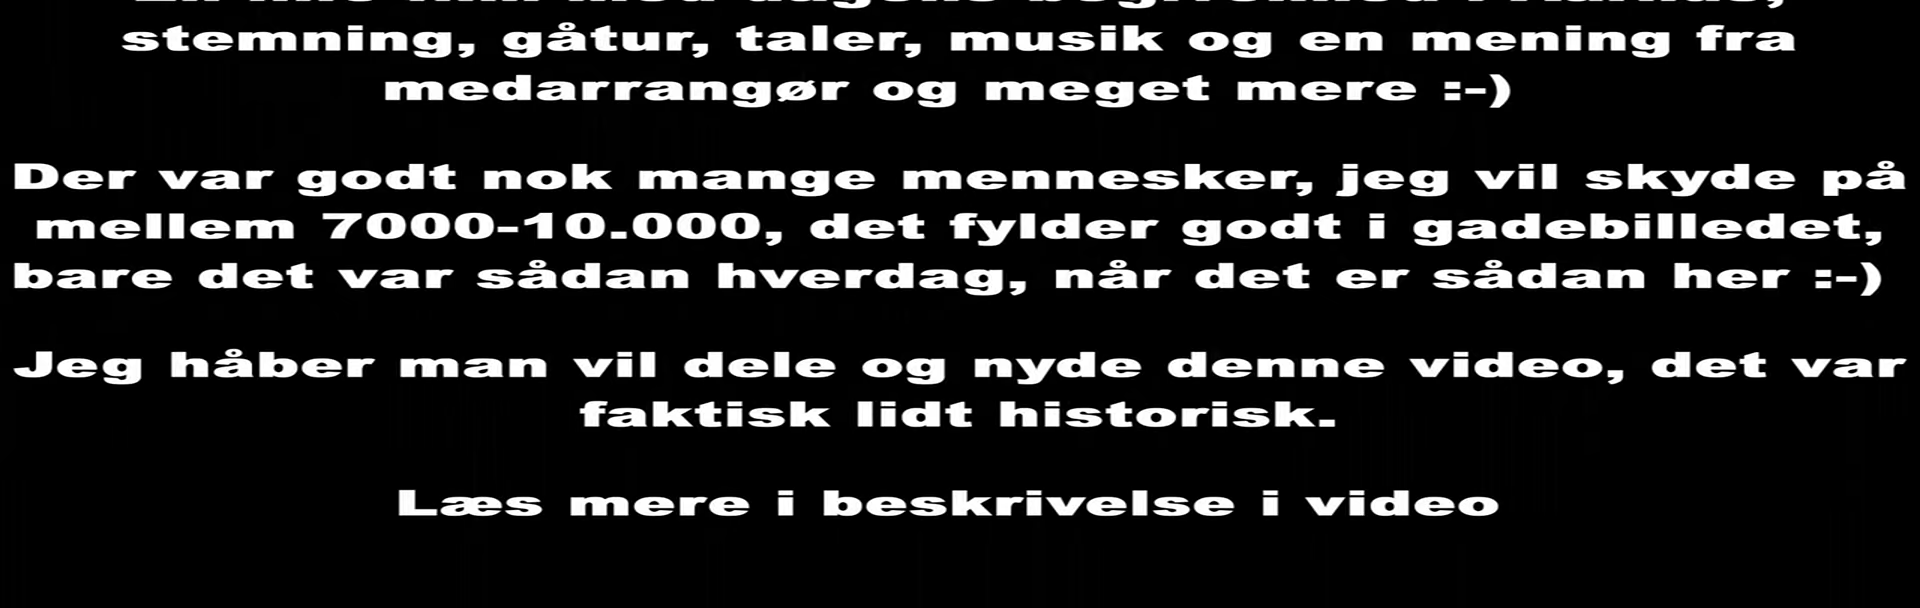 stemning, gåtur, taler, musik og en mening fra
medarrangør og meget mere :-)
Der var godt nok mange mennesker, jeg vil skyde på
mellem 7000-10.000, det fylder godt i gadebilledet,
bare det var sådan hverdag, når det er sådan her :-)
Jeg håber man vil dele og nyde denne video, det var
faktisk lidt historisk.
Læs mere i beskrivelse i video